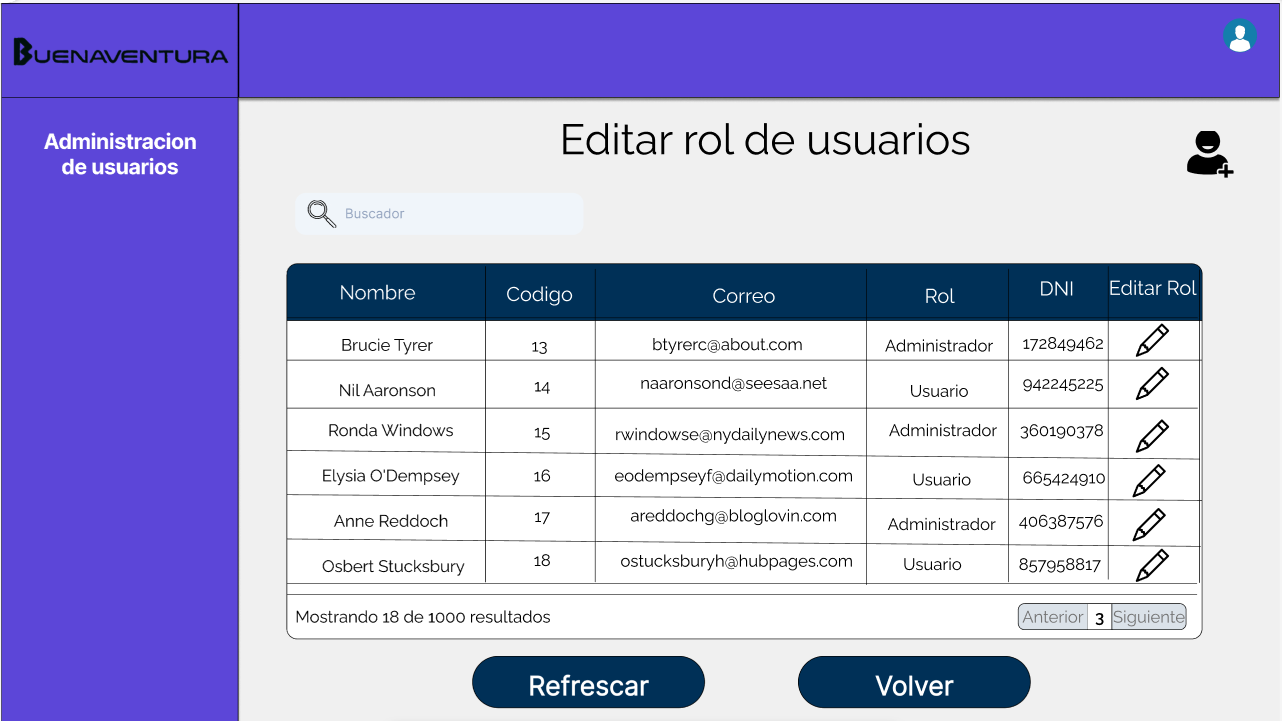 BUENAVENTURA
Administracion
de usuarios
Editar rol de usuarios
Buscador
Nombre Codigo Correo Rol DNI Editar Rol
Brucie Tyrer 13 btyrerc@about.com Administrador 172849462
Nil Aaronson 14 naaronsond@seesaa.net Usuario 942245225
Ronda Windows 15 rwindowse@nydailynews.com Administrador 360190378
Elysia O'Dempsey 16 eodempseyf@dailymotion.com Usuario 665424910
Anne Reddoch 17 areddochg@bloglovin.com Administrador 406387576
Osbert Stucksbury 18 ostucksburyh@hubpages.com Usuario 857958817
Mostrando 18 de 1000 resultados Anterior 3 Siguiente
Refrescar Volver